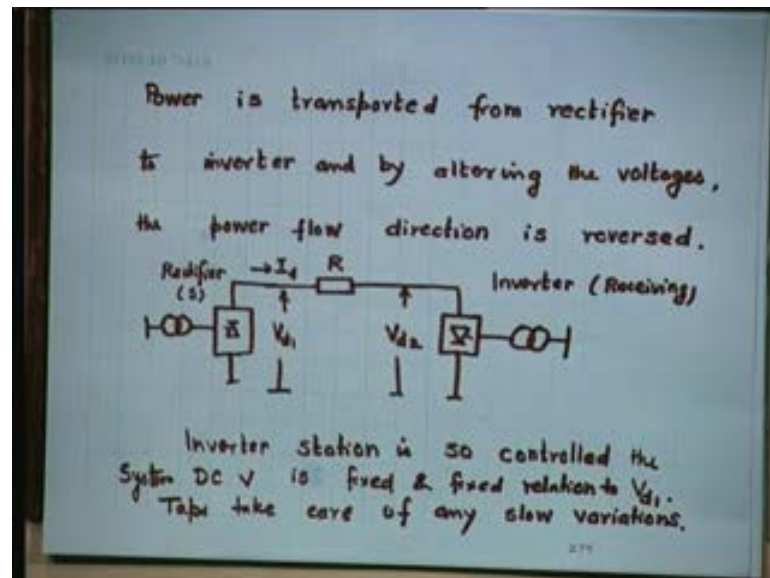 Power is transported from rectifier
to inverter and by altering the voltages,
the power flow direction is reversed.
Rectifier → Id R
(S) Inverter (Receiving)
Vd1 Vd2
Inverter station is so controlled the
System DC V is fixed & fixed relation to Vd1.
Taps take care of any slow variations.